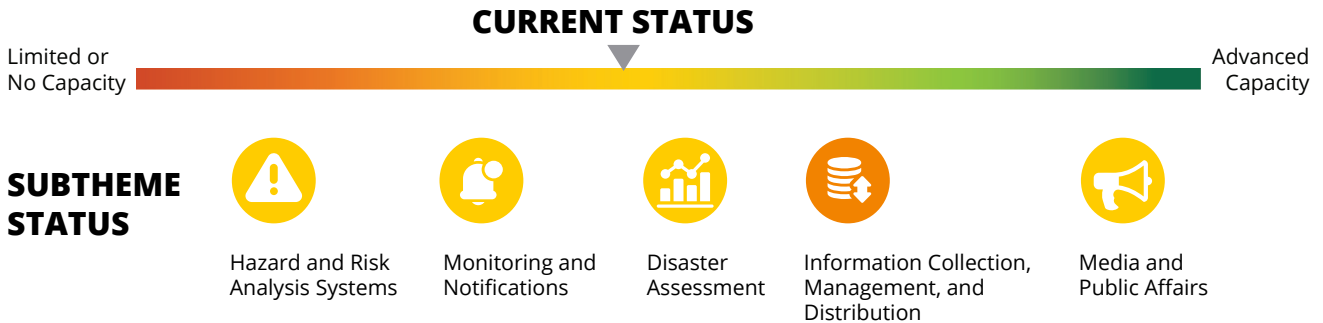 CURRENT STATUS
Limited or
No Capacity
Advanced
Capacity
SUBTHEME
STATUS
Hazard and Risk
Analysis Systems
Monitoring and
Notifications
Disaster
Assessment
Information Collection,
Management, and
Distribution
Media and
Public Affairs